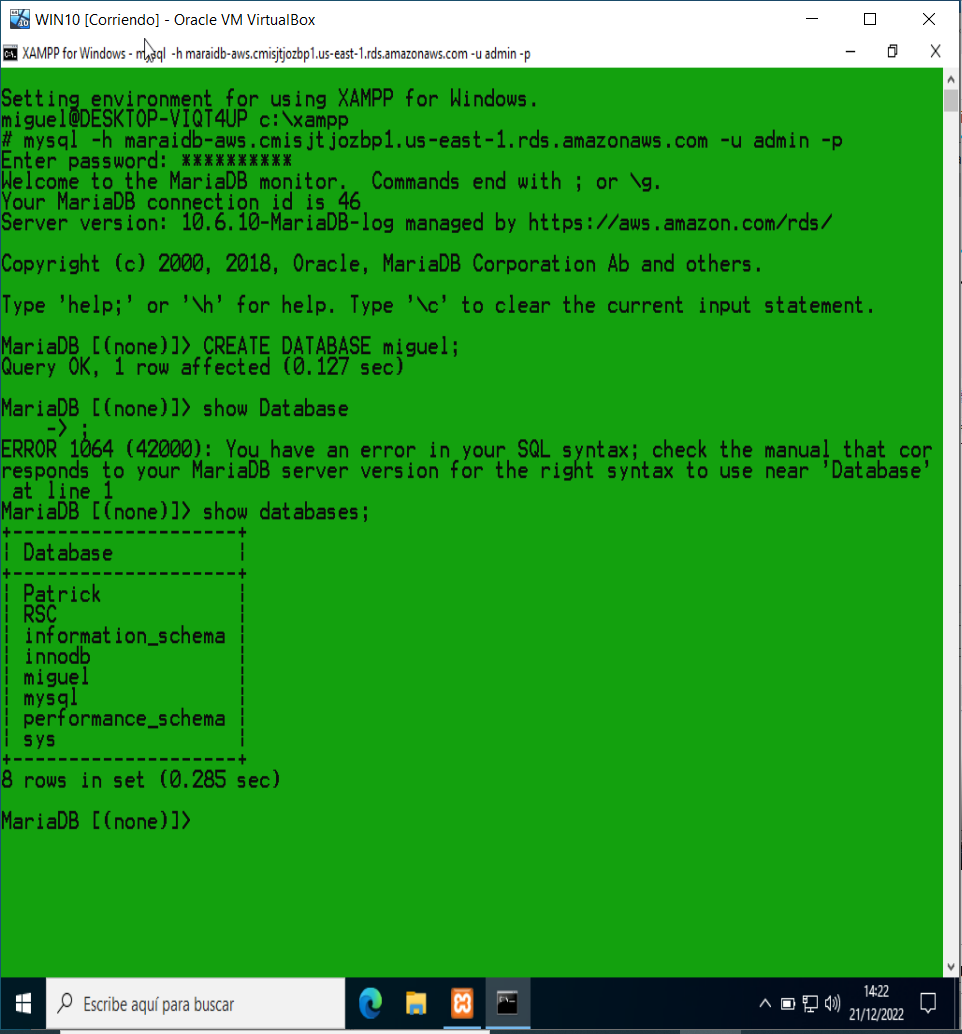 WIN10 [Corriendo] - Oracle VM VirtualBox
XAMPP for Windows - mysql -h maraidb-aws.cmisjtjozbp1.us-east-1.rds.amazonaws.com -u admin -p
Setting environment for using XAMPP for Windows.
miguel@DESKTOP-VIQT4UP c:\xampp
# mysql -h maraidb-aws.cmisjtjozbp1.us-east-1.rds.amazonaws.com -u admin -p
Enter password: **********
Welcome to the MariaDB monitor.  Commands end with ; or \g.
Your MariaDB connection id is 46
Server version: 10.6.10-MariaDB-log managed by https://aws.amazon.com/rds/
Copyright (c) 2000, 2018, Oracle, MariaDB Corporation Ab and others.
Type 'help;' or '\h' for help. Type '\c' to clear the current input statement.
MariaDB [(none)]> CREATE DATABASE miguel;
Query OK, 1 row affected (0.127 sec)
MariaDB [(none)]> show Database
    -> ;
ERROR 1064 (42000): You have an error in your SQL syntax; check the manual that cor
responds to your MariaDB server version for the right syntax to use near 'Database'
 at line 1
MariaDB [(none)]> show databases;
+--------------------+
| Database           |
+--------------------+
| Patrick            |
| RSC                |
| information_schema |
| innodb             |
| miguel             |
| mysql              |
| performance_schema |
| sys                |
+--------------------+
8 rows in set (0.285 sec)
MariaDB [(none)]>
Escribe aquí para buscar
14:22
21/12/2022